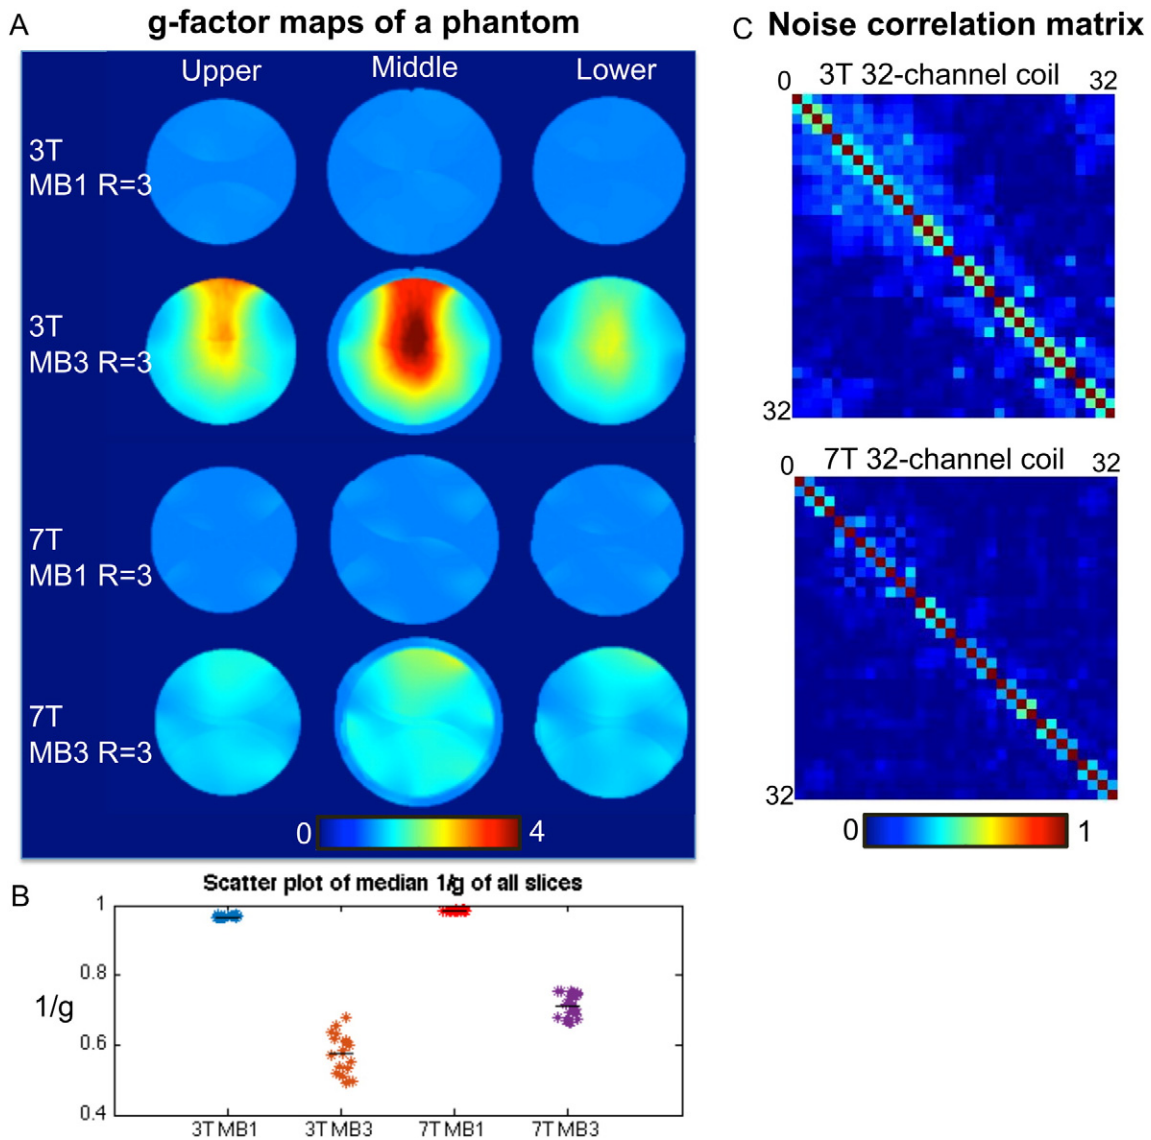 A
g-factor maps of a phantom
Upper Middle Lower
3T
MB1 R=3
3T
MB3 R=3
7T
MB1 R=3
7T
MB3 R=3
0 4
B
Scatter plot of median 1/g of all slices
1
0.8
1/g
0.6
0.4
3T MB1 3T MB3 7T MB1 7T MB3
C Noise correlation matrix
0 3T 32-channel coil 32
32
0 7T 32-channel coil 32
32
0 1